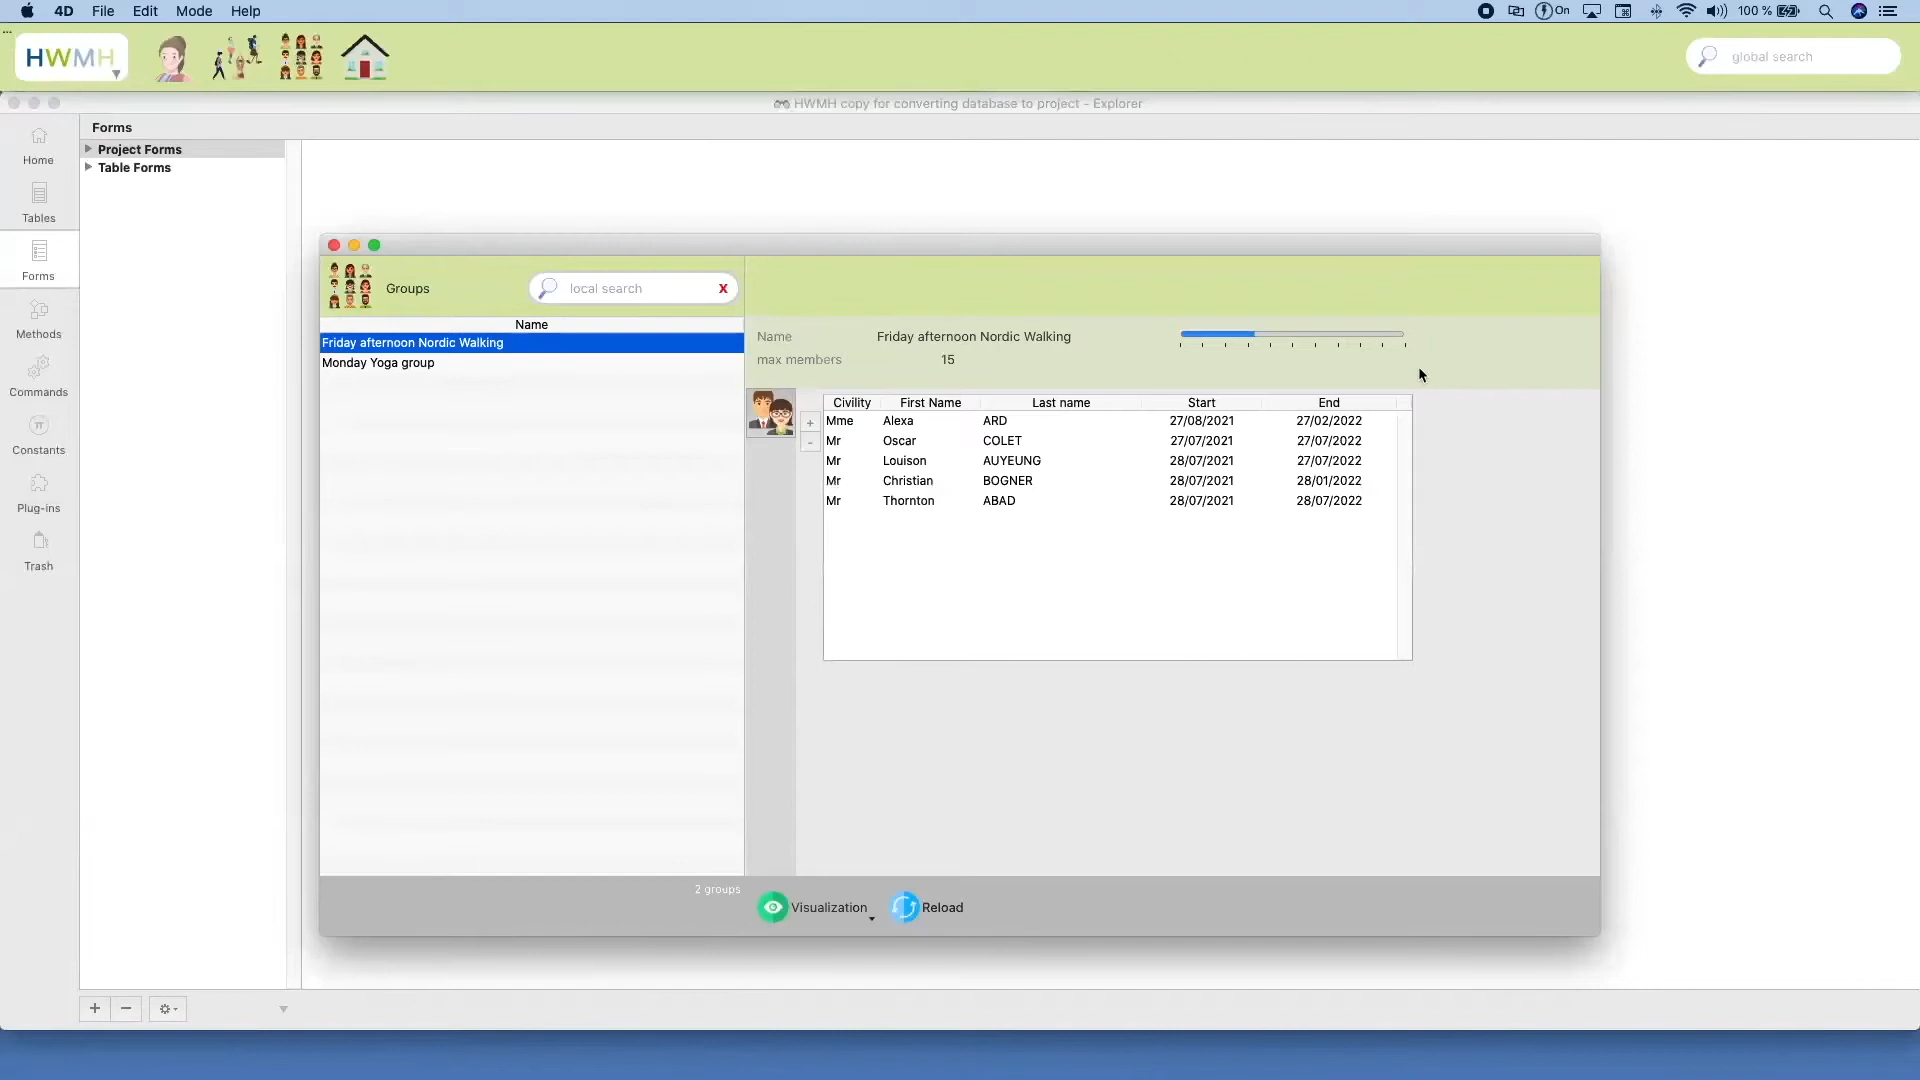 4D File Edit Mode Help
On 100 %
...
HWMH
global search
HWMH copy for converting database to project - Explorer
Forms
Project Forms
Table Forms
Home
Tables
Forms
Methods
Commands
Constants
Plug-ins
Trash
Groups
local search x
Name
Friday afternoon Nordic Walking
Monday Yoga group
2 groups
Name Friday afternoon Nordic Walking
max members 15
+
-
Civility First Name Last name Start End
Mme Alexa ARD 27/08/2021 27/02/2022
Mr Oscar COLET 27/07/2021 27/07/2022
Mr Louison AUYEUNG 28/07/2021 27/07/2022
Mr Christian BOGNER 28/07/2021 28/01/2022
Mr Thornton ABAD 28/07/2021 28/07/2022
Visualization Reload